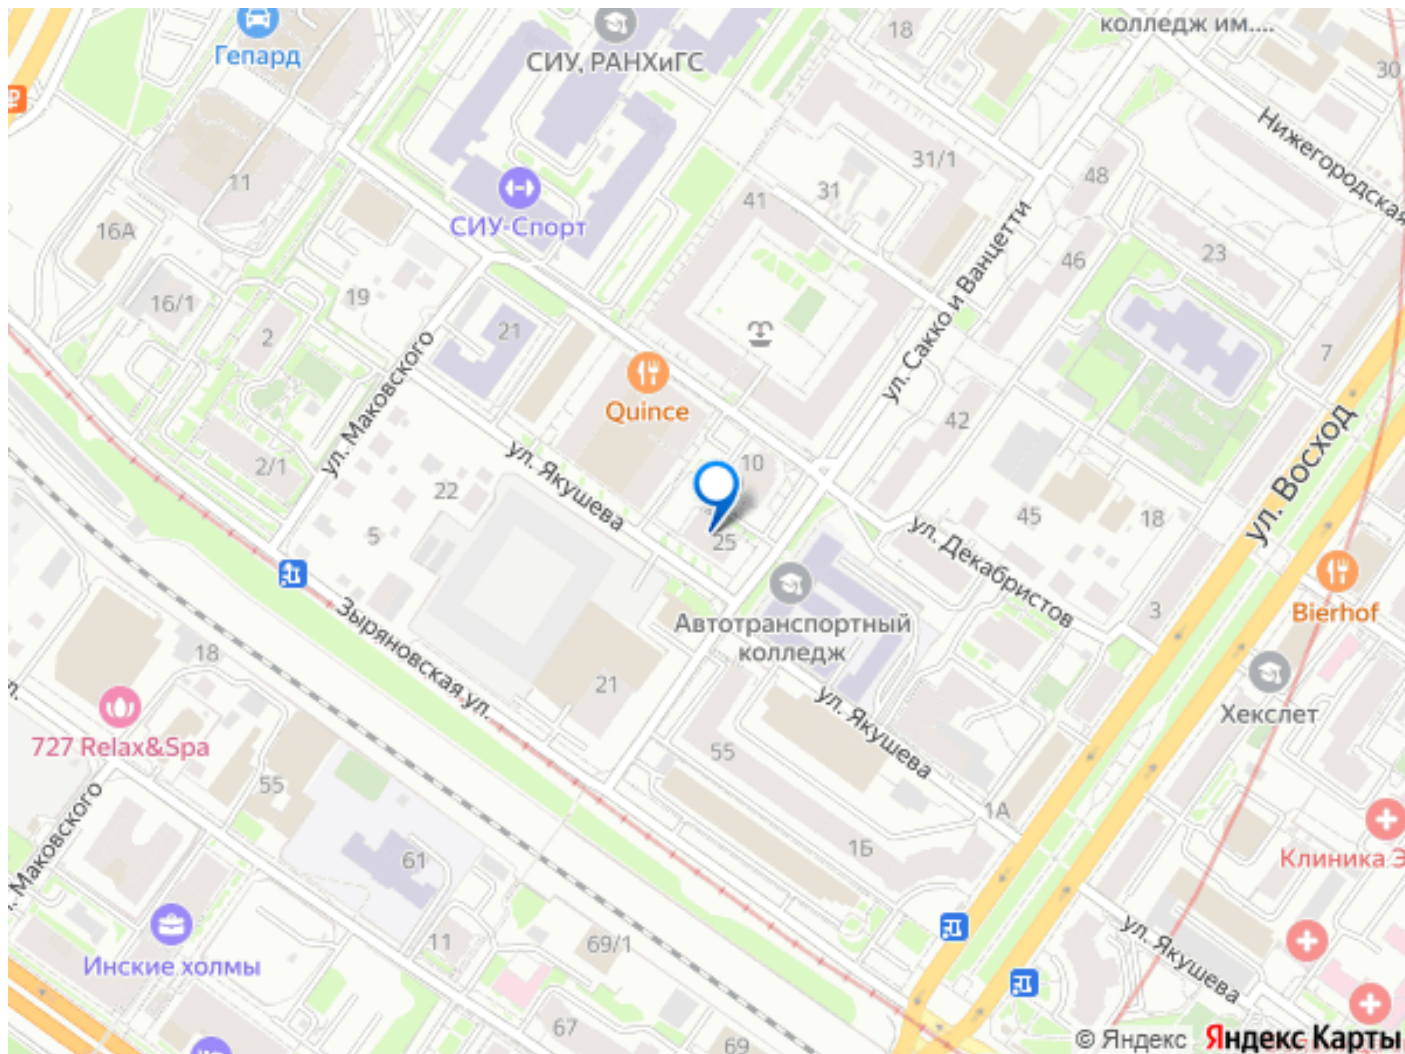 Гепард
СИУ, РАНХиГС
18
колледж им....
30
Нижегородская
11
СИУ-Спорт
31/1
48
31
41
16А
23
46
ул. Сакко и Ванцетти
16/1
19
2
21
7
ул. Маковского
Quince
42
ул. Восход
ул. Якушева
10
2/1
22
45
18
25
5
ул. Декабристов
Bierhof
3
Автотранспортный
колледж
Зыряновская ул.
18
21
ул. Якушева
Хекслет
727 Relax&Spa
55
55
1А
Маковского
1Б
61
Клиника Э
ул. Якушева
11
69/1
Инские холмы
67
69
© Яндекс Яндекс Карты